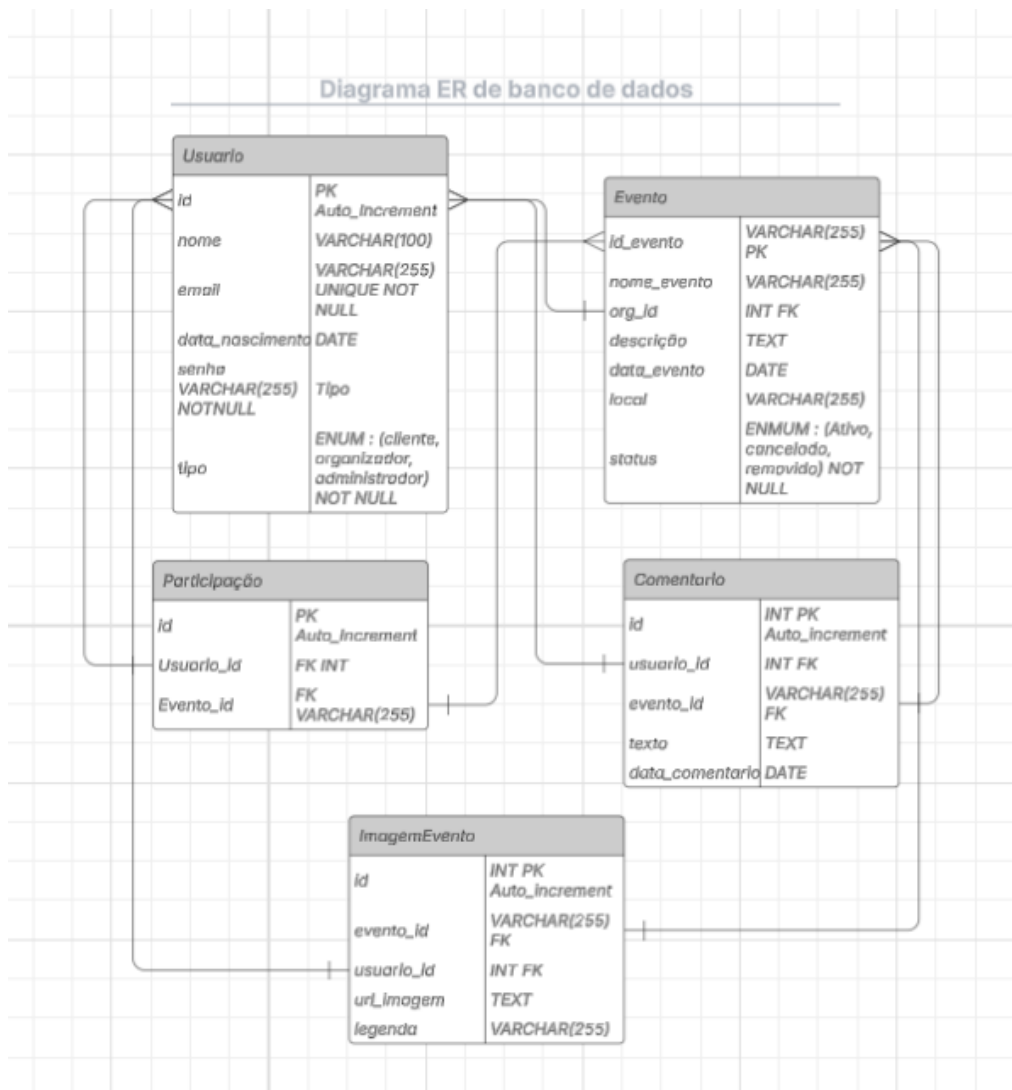 Diagrama ER de banco de dados
Usuario
id
PK
Auto_Increment
nome
VARCHAR(100)
email
VARCHAR(255)
UNIQUE NOT
NULL
data_nascimento
DATE
senha
VARCHAR(255)
NOTNULL
Tipo
tipo
ENUM : (cliente,
organizador,
administrador)
NOT NULL
Evento
id_evento
VARCHAR(255)
PK
nome_evento
VARCHAR(255)
org_id
INT FK
descrição
TEXT
data_evento
DATE
local
VARCHAR(255)
status
ENMUM : (Ativo,
cancelado,
removido) NOT
NULL
Participação
id
PK
Auto_Increment
Usuario_id
FK INT
Evento_id
FK
VARCHAR(255)
Comentario
id
INT PK
Auto_increment
usuario_id
INT FK
evento_id
VARCHAR(255)
FK
texto
TEXT
data_comentario
DATE
ImagemEvento
id
INT PK
Auto_increment
evento_id
VARCHAR(255)
FK
usuario_id
INT FK
url_imagem
TEXT
legenda
VARCHAR(255)